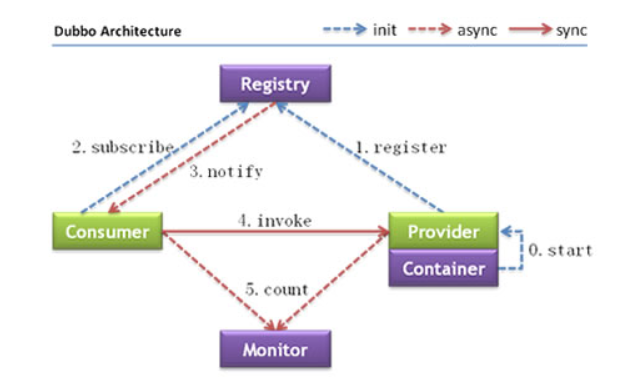 Dubbo Architecture
init
async
sync
Registry
2. subscribe
1. register
3. notify
4. invoke
Consumer
Provider
0. start
Container
5. count
Monitor